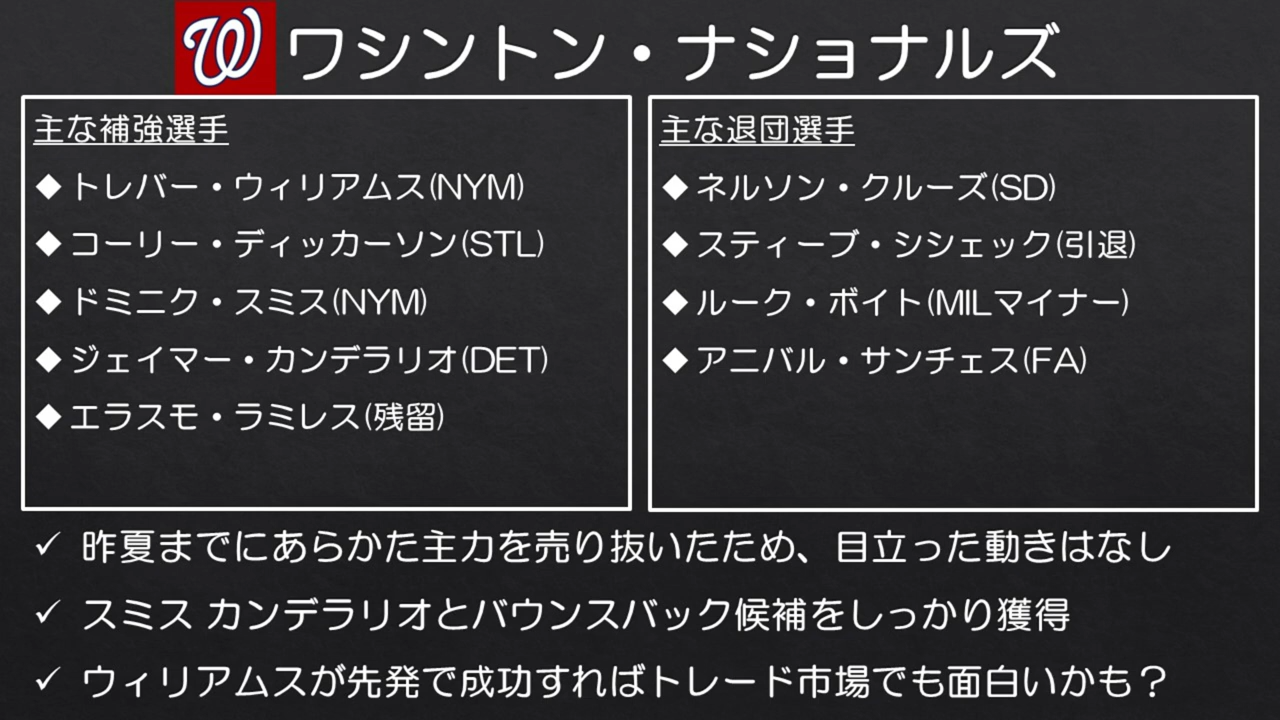 W ワシントン・ナショナルズ
主な補強選手
◆トレバー・ウィリアムス(NYM)
◆コーリー・ディッカーソン(STL)
◆ドミニク・スミス(NYM)
◆ジェイマー・カンデラリオ(DET)
◆エラスモ・ラミレス(残留)
主な退団選手
◆ネルソン・クルーズ(SD)
◆スティーブ・シシェック(引退)
◆ルーク・ボイト(MILマイナー)
◆アニバル・サンチェス(FA)
✓ 昨夏までにあらかた主力を売り抜いたため、目立った動きはなし
✓ スミス カンデラリオとバウンスバック候補をしっかり獲得
✓ ウィリアムスが先発で成功すればトレード市場でも面白いかも？